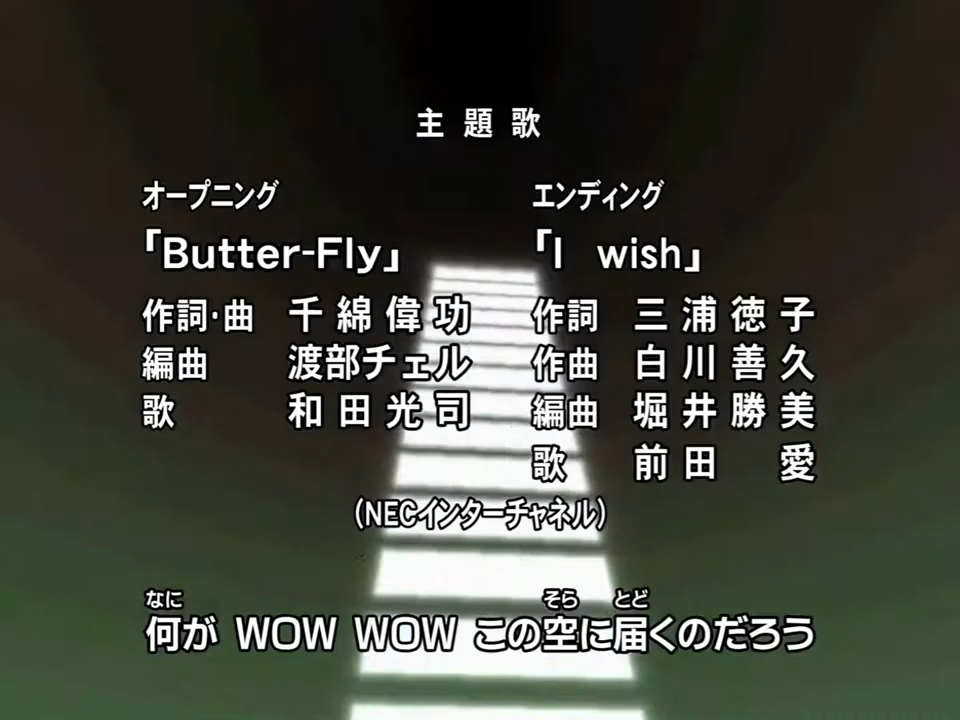 主題歌
オープニング
「Butter-Fly」
作詞・曲 千綿偉功
編曲 渡部チェル
歌 和田光司
エンディング
「I wish」
作詞 三浦徳子
作曲 白川善久
編曲 堀井勝美
歌 前田 愛
(NECインターチャネル)
なに そら とど
何が WOW WOW この空に届くのだろう